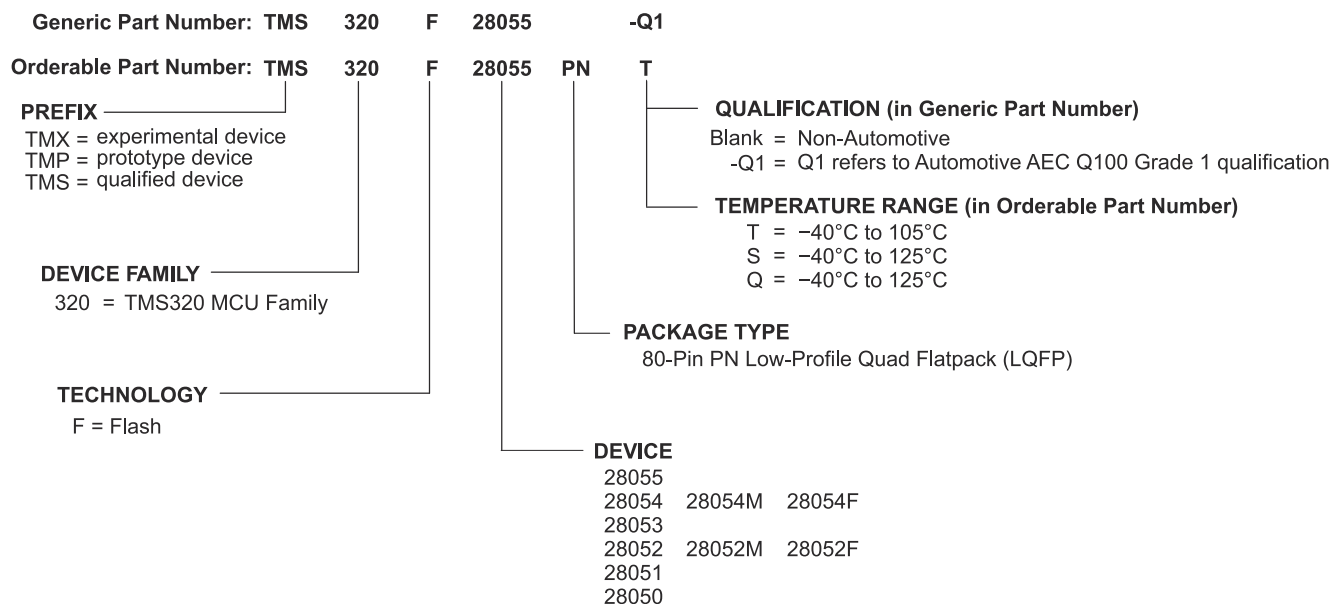 Generic Part Number: TMS 320 F 28055 -Q1
Orderable Part Number: TMS 320 F 28055 PN T
PREFIX
TMX = experimental device
TMP = prototype device
TMS = qualified device
QUALIFICATION (in Generic Part Number)
Blank = Non-Automotive
-Q1 = Q1 refers to Automotive AEC Q100 Grade 1 qualification
TEMPERATURE RANGE (in Orderable Part Number)
T = −40°C to 105°C
S = −40°C to 125°C
Q = −40°C to 125°C
DEVICE FAMILY
320 = TMS320 MCU Family
PACKAGE TYPE
80-Pin PN Low-Profile Quad Flatpack (LQFP)
TECHNOLOGY
F = Flash
DEVICE
28055
28054 28054M 28054F
28053
28052 28052M 28052F
28051
28050